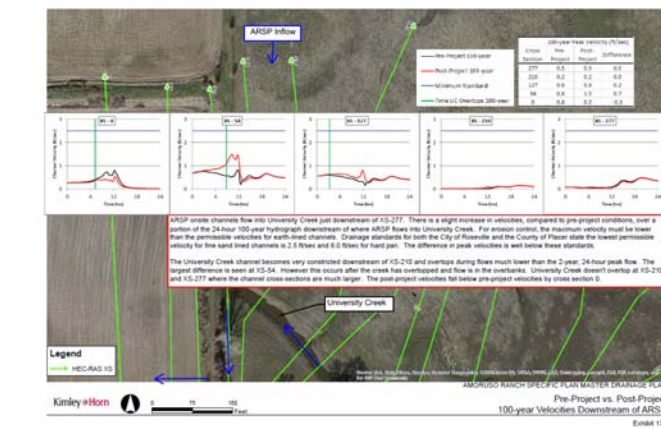 ARSP Inflow
Pre-Project 100-year
Post-Project 100-year
Minimum Standard
Time UC Overtops 100-year
100-year Peak Velocity (ft/sec)
Cross Section Pre-Project Post-Project Difference
277 0.5 0.5 0.0
210 0.2 0.2 0.0
127 0.6 0.8 0.2
54 0.8 1.5 0.7
0 0.8 0.5 -0.3
XS - 0
XS - 54
XS - 127
XS - 210
XS - 277
ARSP onsite channels flow into University Creek just downstream of XS-277. There is a slight increase in velocities, compared to pre-project conditions, over a
portion of the 24-hour 100-year hydrograph downstream of where ARSP flows into University Creek. For erosion control, the maximum velocity must be lower
than the permissible velocities for earth-lined channels. Drainage standards for both the City of Roseville and the County of Placer state the lowest permissible
velocity for fine sand lined channels is 2.5 ft/sec and 6.0 ft/sec for hard pan. The difference in peak velocities is well below these standards.
The University Creek channel becomes very constricted downstream of XS-210 and overtops during flows much lower than the 2-year, 24-hour peak flow. The
largest difference is seen at XS-54. However this occurs after the creek has overtopped and flow is in the overbanks. University Creek doesn't overtop at XS-210
and XS-277 where the channel cross-sections are much larger. The post-project velocities fall below pre-project velocities by cross section 0.
University Creek
Legend
HEC-RAS XS
AMORUSO RANCH SPECIFIC PLAN MASTER DRAINAGE PLA
Kimley»Horn
0 75 150
Feet
Pre-Project vs. Post-Projec
100-year Velocities Downstream of ARS
Exhibit 1